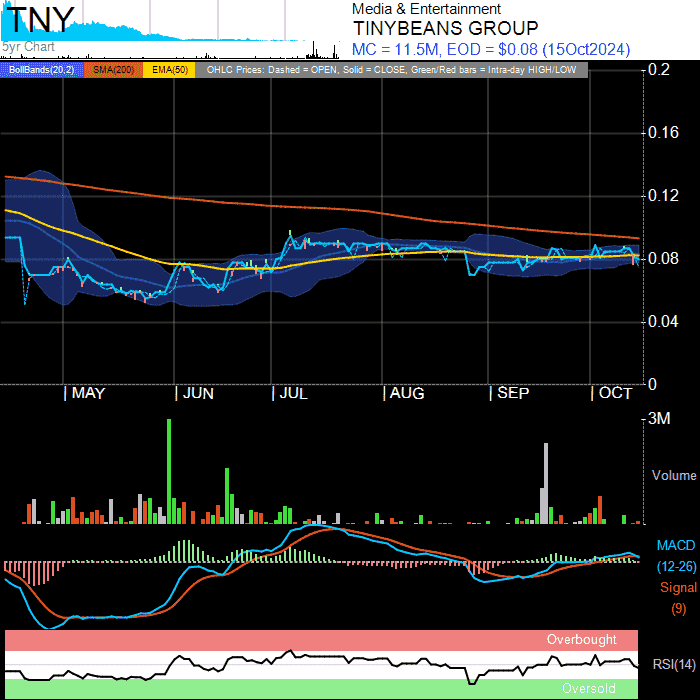 TNY
Media & Entertainment
TINYBEANS GROUP
5yr Chart
MC = 11.5M, EOD = $0.08 (15Oct2024)
BollBands(20,2) SMA(200) EMA(50) OHLC Prices: Dashed = OPEN, Solid = CLOSE, Green/Red bars = Intra-day HIGH/LOW
0.2
0.16
0.12
0.08
0.04
0
| MAY | JUN | JUL | AUG | SEP | OCT
3M
Volume
MACD
(12-26)
Signal
(9)
Overbought
RSI(14)
Oversold